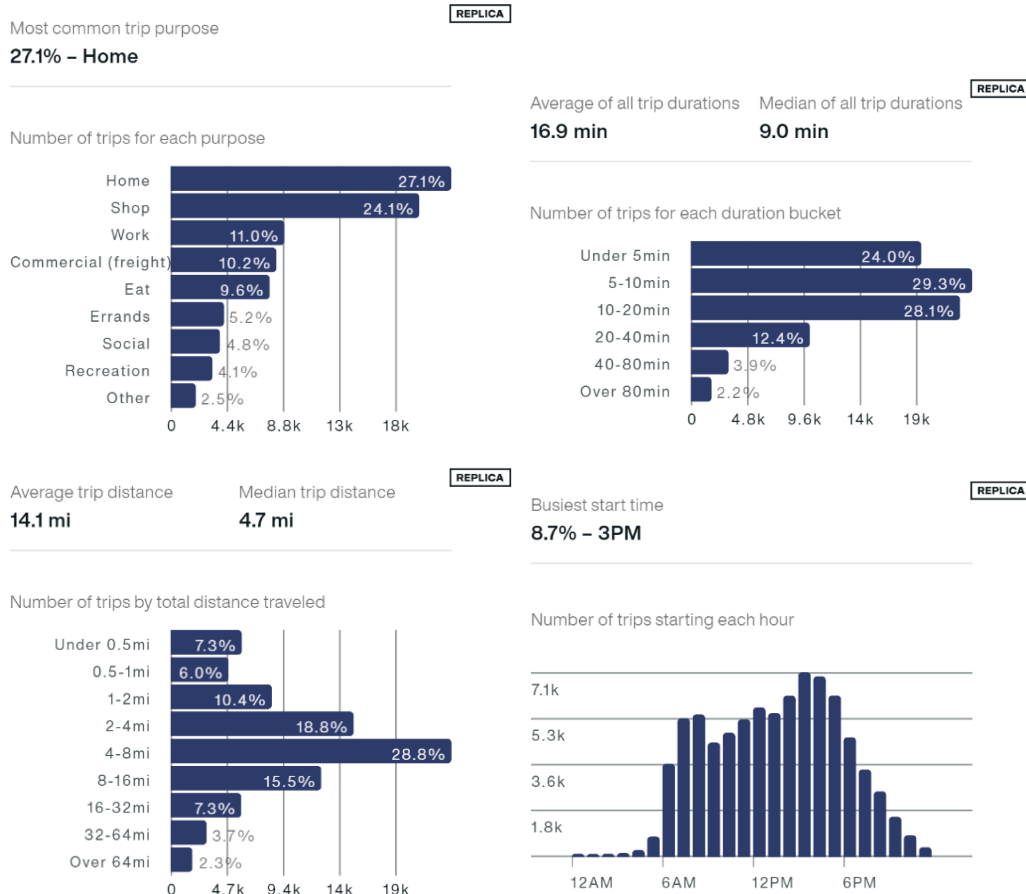 REPLICA
Most common trip purpose
27.1% – Home
Number of trips for each purpose
Home 27.1%
Shop 24.1%
Work 11.0%
Commercial (freight) 10.2%
Eat 9.6%
Errands 5.2%
Social 4.8%
Recreation 4.1%
Other 2.5%
0 4.4k 8.8k 13k 18k
REPLICA
Average of all trip durations Median of all trip durations
16.9 min 9.0 min
Number of trips for each duration bucket
Under 5min 24.0%
5-10min 29.3%
10-20min 28.1%
20-40min 12.4%
40-80min 3.9%
Over 80min 2.2%
0 4.8k 9.6k 14k 19k
REPLICA
Average trip distance Median trip distance
14.1 mi 4.7 mi
Number of trips by total distance traveled
Under 0.5mi 7.3%
0.5-1mi 6.0%
1-2mi 10.4%
2-4mi 18.8%
4-8mi 28.8%
8-16mi 15.5%
16-32mi 7.3%
32-64mi 3.7%
Over 64mi 2.3%
0 4.7k 9.4k 14k 19k
REPLICA
Busiest start time
8.7% – 3PM
Number of trips starting each hour
7.1k
5.3k
3.6k
1.8k
12AM 6AM 12PM 6PM